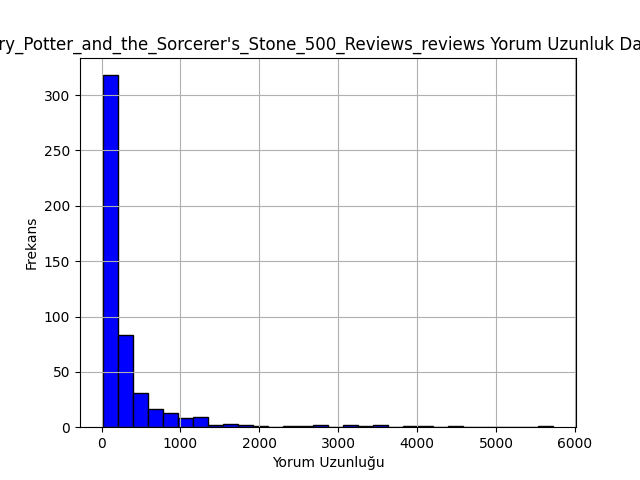 ry_Potter_and_the_Sorcerer's_Stone_500_Reviews_reviews Yorum Uzunluk Da
Frekans
300
250
200
150
100
50
0
0 1000 2000 3000 4000 5000 6000
Yorum Uzunluğu